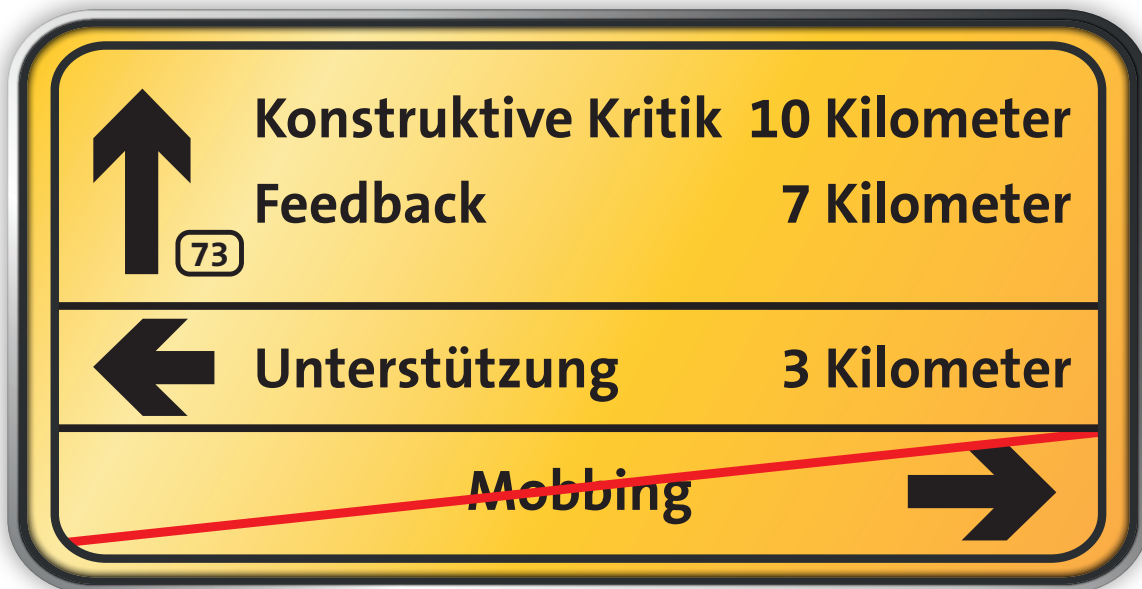 Konstruktive Kritik 10 Kilometer
Feedback 7 Kilometer
73
Unterstützung 3 Kilometer
Mobbing